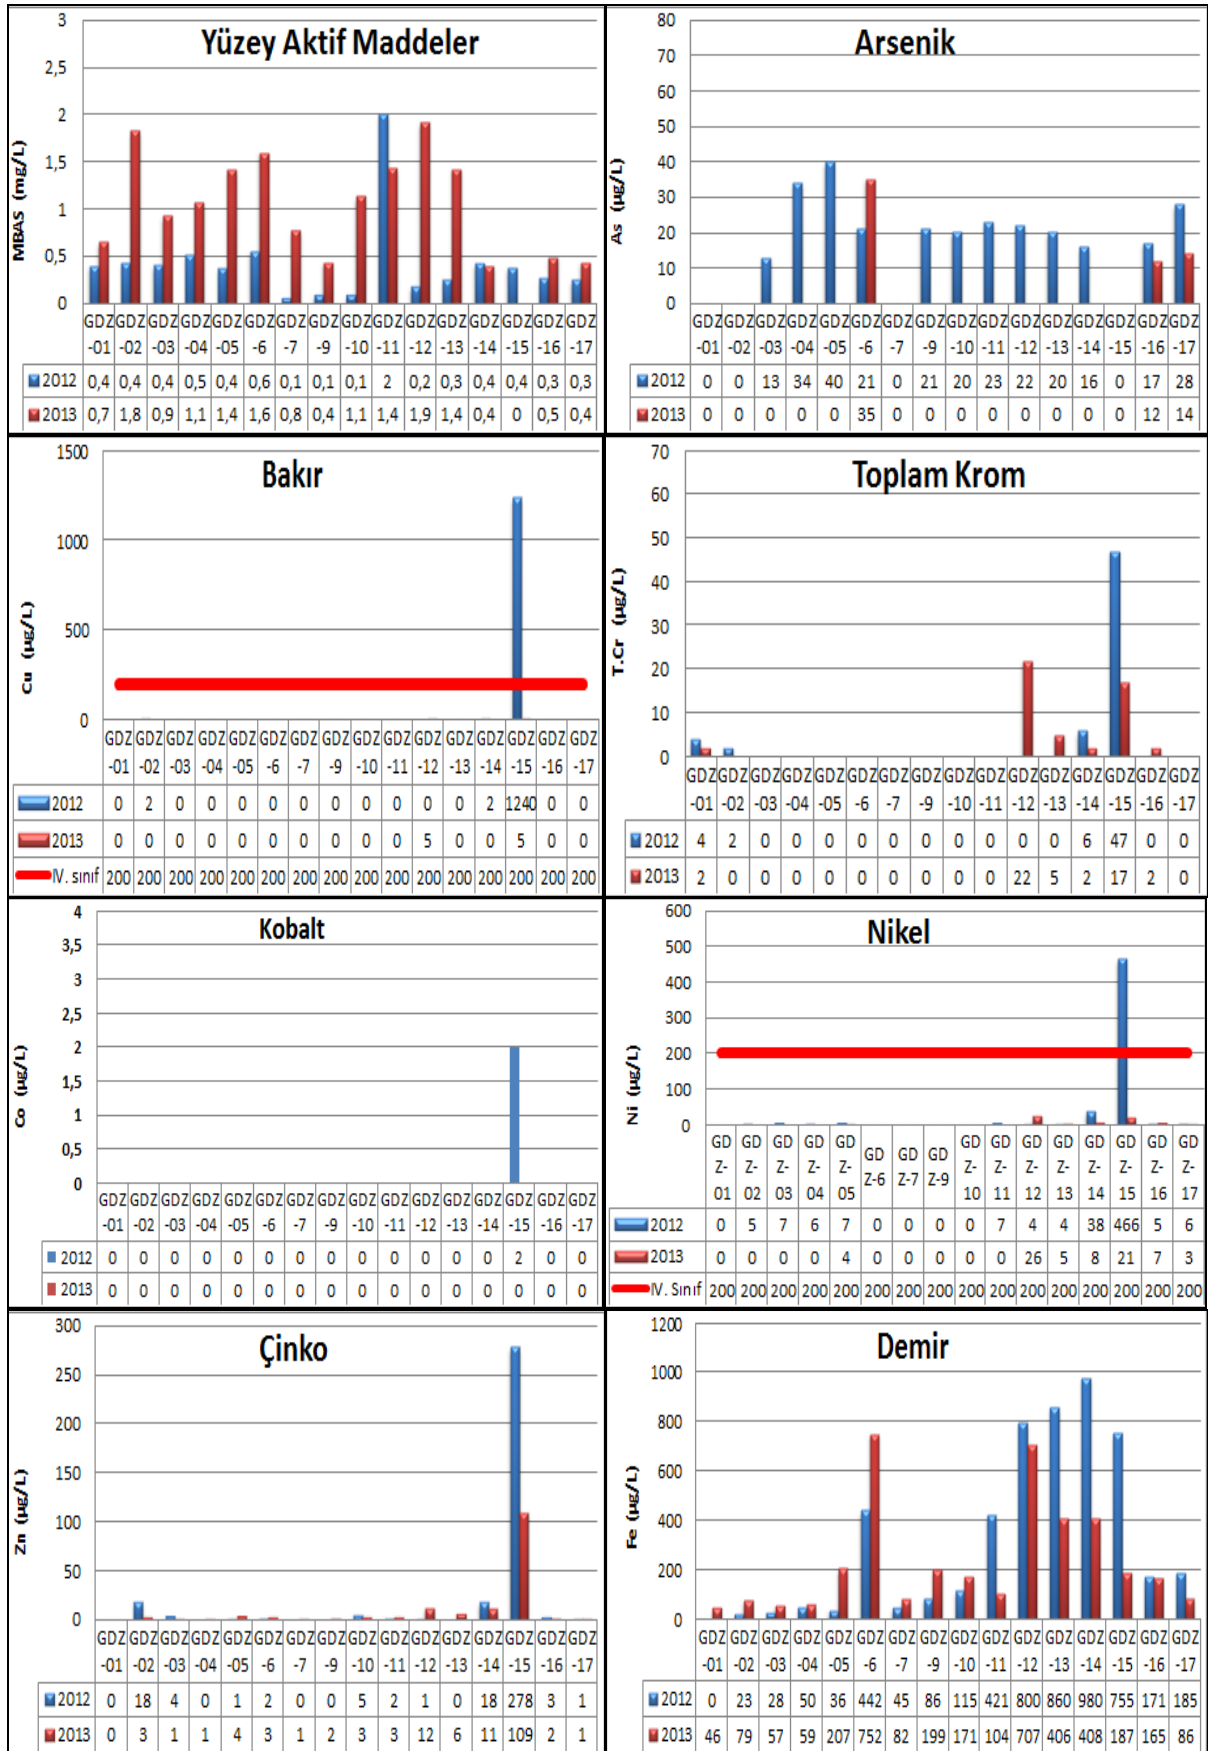 Yüzey Aktif Maddeler
MBAS (mg/L)
3
2,5
2
1,5
1
0,5
0
GDZ-01 GDZ-02 GDZ-03 GDZ-04 GDZ-05 GDZ-6 GDZ-7 GDZ-9 GDZ-10 GDZ-11 GDZ-12 GDZ-13 GDZ-14 GDZ-15 GDZ-16 GDZ-17
2012 0,4 0,4 0,4 0,5 0,4 0,6 0,1 0,1 0,1 2 0,2 0,3 0,4 0,4 0,3 0,3
2013 0,7 1,8 0,9 1,1 1,4 1,6 0,8 0,4 1,1 1,4 1,9 1,4 0,4 0 0,5 0,4
Arsenik
As (µg/L)
80
70
60
50
40
30
20
10
0
GDZ-01 GDZ-02 GDZ-03 GDZ-04 GDZ-05 GDZ-6 GDZ-7 GDZ-9 GDZ-10 GDZ-11 GDZ-12 GDZ-13 GDZ-14 GDZ-15 GDZ-16 GDZ-17
2012 0 0 13 34 40 21 0 21 20 23 22 20 16 0 17 28
2013 0 0 0 0 0 35 0 0 0 0 0 0 0 0 12 14
Bakır
Cu (µg/L)
1500
1000
500
0
GDZ-01 GDZ-02 GDZ-03 GDZ-04 GDZ-05 GDZ-6 GDZ-7 GDZ-9 GDZ-10 GDZ-11 GDZ-12 GDZ-13 GDZ-14 GDZ-15 GDZ-16 GDZ-17
2012 0 2 0 0 0 0 0 0 0 0 0 0 2 1240 0 0
2013 0 0 0 0 0 0 0 0 0 0 5 0 0 5 0 0
IV. sınıf 200 200 200 200 200 200 200 200 200 200 200 200 200 200 200 200
Toplam Krom
T.Cr (µg/L)
70
60
50
40
30
20
10
0
GDZ-01 GDZ-02 GDZ-03 GDZ-04 GDZ-05 GDZ-6 GDZ-7 GDZ-9 GDZ-10 GDZ-11 GDZ-12 GDZ-13 GDZ-14 GDZ-15 GDZ-16 GDZ-17
2012 4 2 0 0 0 0 0 0 0 0 0 0 6 47 0 0
2013 2 0 0 0 0 0 0 0 0 0 22 5 2 17 2 0
Kobalt
Co (µg/L)
4
3,5
3
2,5
2
1,5
1
0,5
0
GDZ-01 GDZ-02 GDZ-03 GDZ-04 GDZ-05 GDZ-6 GDZ-7 GDZ-9 GDZ-10 GDZ-11 GDZ-12 GDZ-13 GDZ-14 GDZ-15 GDZ-16 GDZ-17
2012 0 0 0 0 0 0 0 0 0 0 0 0 0 2 0 0
2013 0 0 0 0 0 0 0 0 0 0 0 0 0 0 0 0
Nikel
Ni (µg/L)
600
500
400
300
200
100
0
GDZ-01 GDZ-02 GDZ-03 GDZ-04 GDZ-05 GDZ-6 GDZ-7 GDZ-9 GDZ-10 GDZ-11 GDZ-12 GDZ-13 GDZ-14 GDZ-15 GDZ-16 GDZ-17
2012 0 5 7 6 7 0 0 0 0 7 4 4 38 466 5 6
2013 0 0 0 0 4 0 0 0 0 0 26 5 8 21 7 3
IV. Sınıf 200 200 200 200 200 200 200 200 200 200 200 200 200 200 200 200
Çinko
Zn (µg/L)
300
250
200
150
100
50
0
GDZ-01 GDZ-02 GDZ-03 GDZ-04 GDZ-05 GDZ-6 GDZ-7 GDZ-9 GDZ-10 GDZ-11 GDZ-12 GDZ-13 GDZ-14 GDZ-15 GDZ-16 GDZ-17
2012 0 18 4 0 1 2 0 0 5 2 1 0 18 278 3 1
2013 0 3 1 1 4 3 1 2 3 3 12 6 11 109 2 1
Demir
Fe (µg/L)
1200
1000
800
600
400
200
0
GDZ-01 GDZ-02 GDZ-03 GDZ-04 GDZ-05 GDZ-6 GDZ-7 GDZ-9 GDZ-10 GDZ-11 GDZ-12 GDZ-13 GDZ-14 GDZ-15 GDZ-16 GDZ-17
2012 0 23 28 50 36 442 45 86 115 421 800 860 980 755 171 185
2013 46 79 57 59 207 752 82 199 171 104 707 406 408 187 165 86